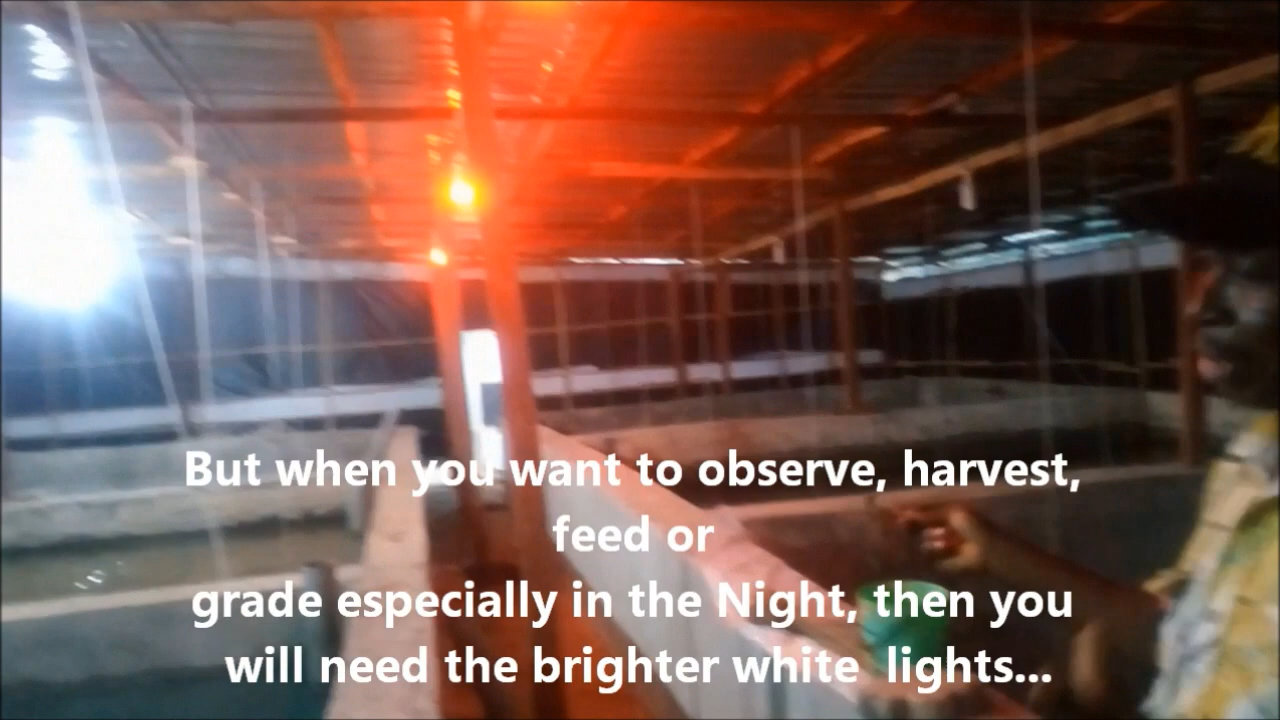 But when you want to observe, harvest,
feed or
grade especially in the Night, then you
will need the brighter white  lights...